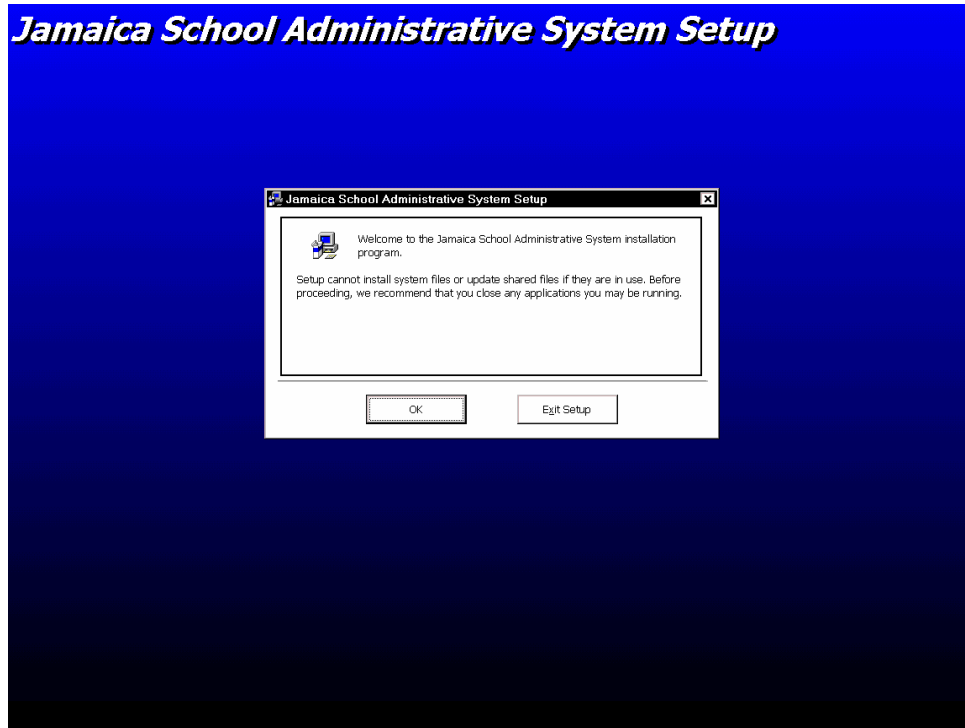 Jamaica School Administrative System Setup
Jamaica School Administrative System Setup
Welcome to the Jamaica School Administrative System installation
program.
Setup cannot install system files or update shared files if they are in use. Before
proceeding, we recommend that you close any applications you may be running.
OK
Exit Setup